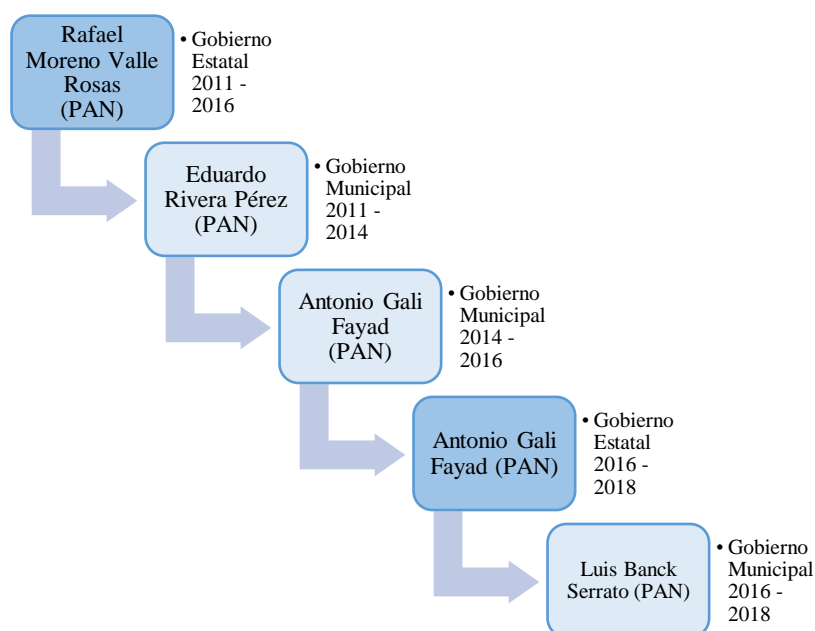 Rafael
Moreno Valle
Rosas
(PAN)
• Gobierno
Estatal
2011 -
2016
Eduardo
Rivera Pérez
(PAN)
• Gobierno
Municipal
2011 -
2014
Antonio Gali
Fayad
(PAN)
• Gobierno
Municipal
2014 -
2016
Antonio Gali
Fayad (PAN)
• Gobierno
Estatal
2016 -
2018
Luis Banck
Serrato (PAN)
• Gobierno
Municipal
2016 -
2018